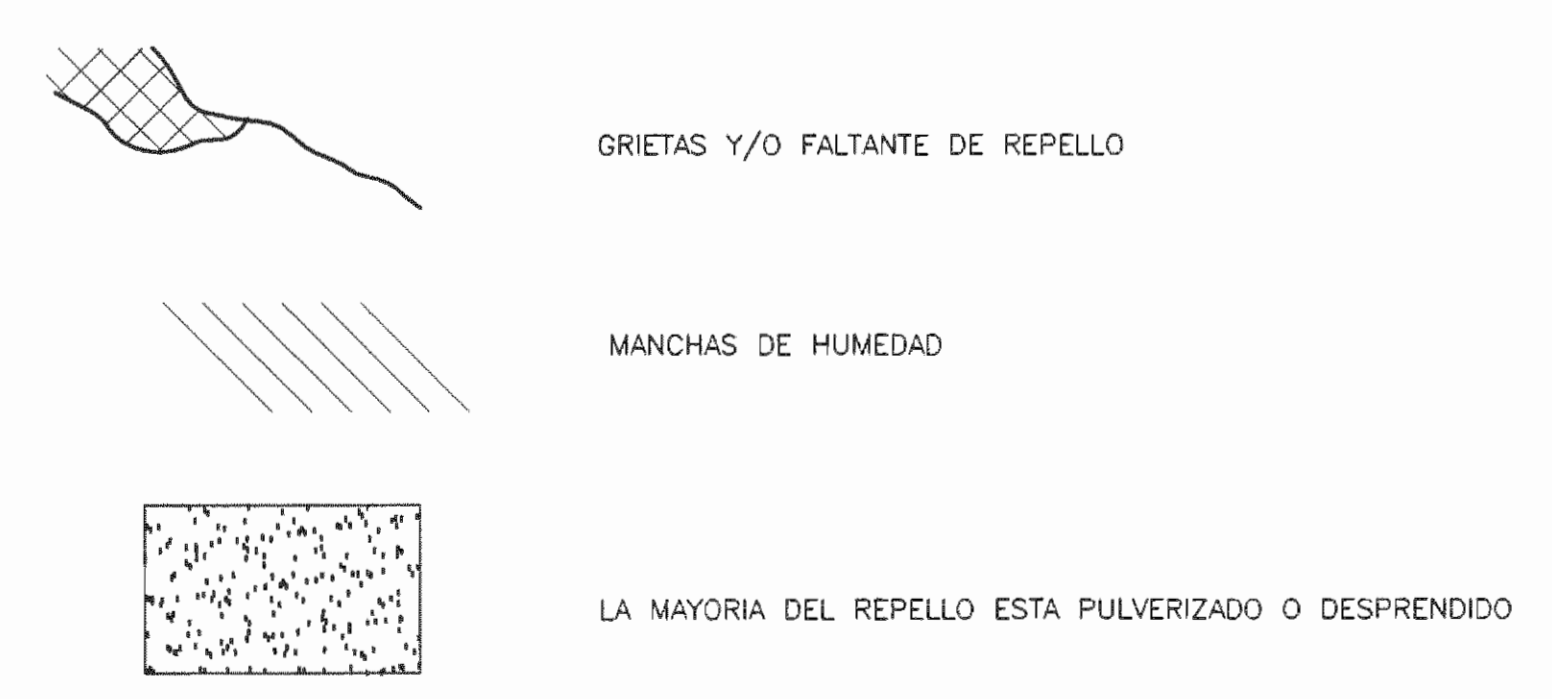 GRIETAS Y/O FALTANTE DE REPELLO
MANCHAS DE HUMEDAD
LA MAYORIA DEL REPELLO ESTA PULVERIZADO O DESPRENDIDO